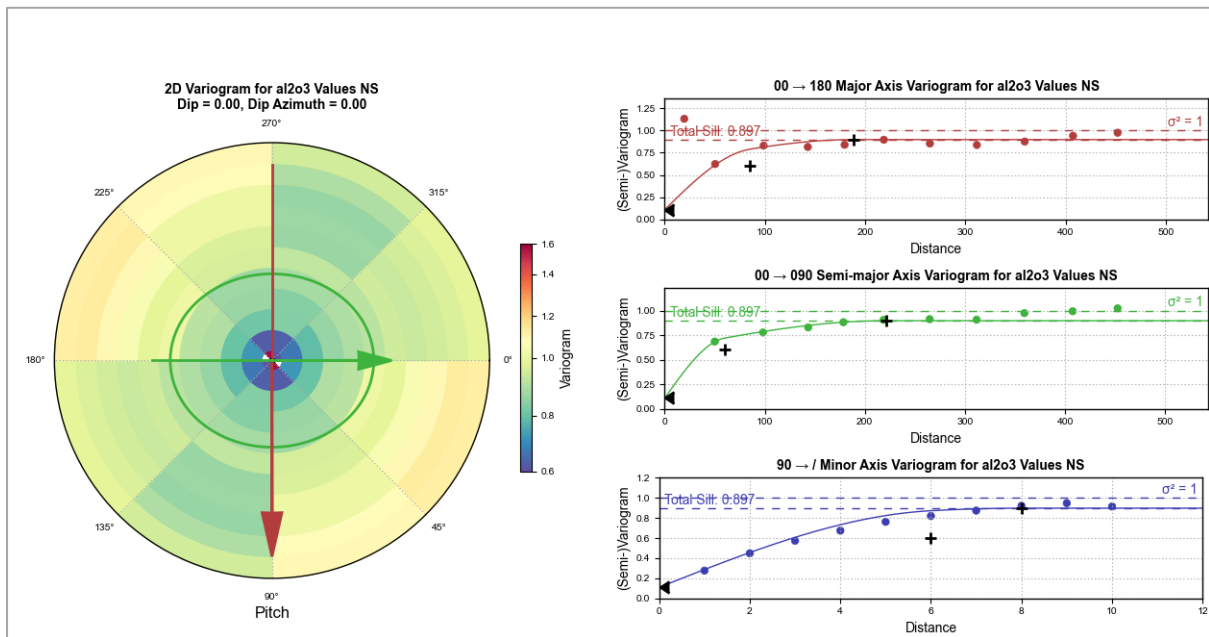 2D Variogram for al2o3 Values NS
Dip = 0.00, Dip Azimuth = 0.00
270°
225°
315°
180°
0°
135°
45°
90°
Pitch
1.6
1.4
1.2
1.0
0.8
0.6
Variogram
00 → 180 Major Axis Variogram for al2o3 Values NS
1.25
1.00
0.75
0.50
0.25
0.00
(Semi-)Variogram
Total Sill: 0.897
σ² = 1
0 100 200 300 400 500
Distance
00 → 090 Semi-major Axis Variogram for al2o3 Values NS
1.00
0.75
0.50
0.25
0.00
(Semi-)Variogram
Total Sill: 0.897
σ² = 1
0 100 200 300 400 500
Distance
90 → / Minor Axis Variogram for al2o3 Values NS
1.2
1.0
0.8
0.6
0.4
0.2
0.0
(Semi-)Variogram
Total Sill: 0.897
σ² = 1
0 2 4 6 8 10 12
Distance